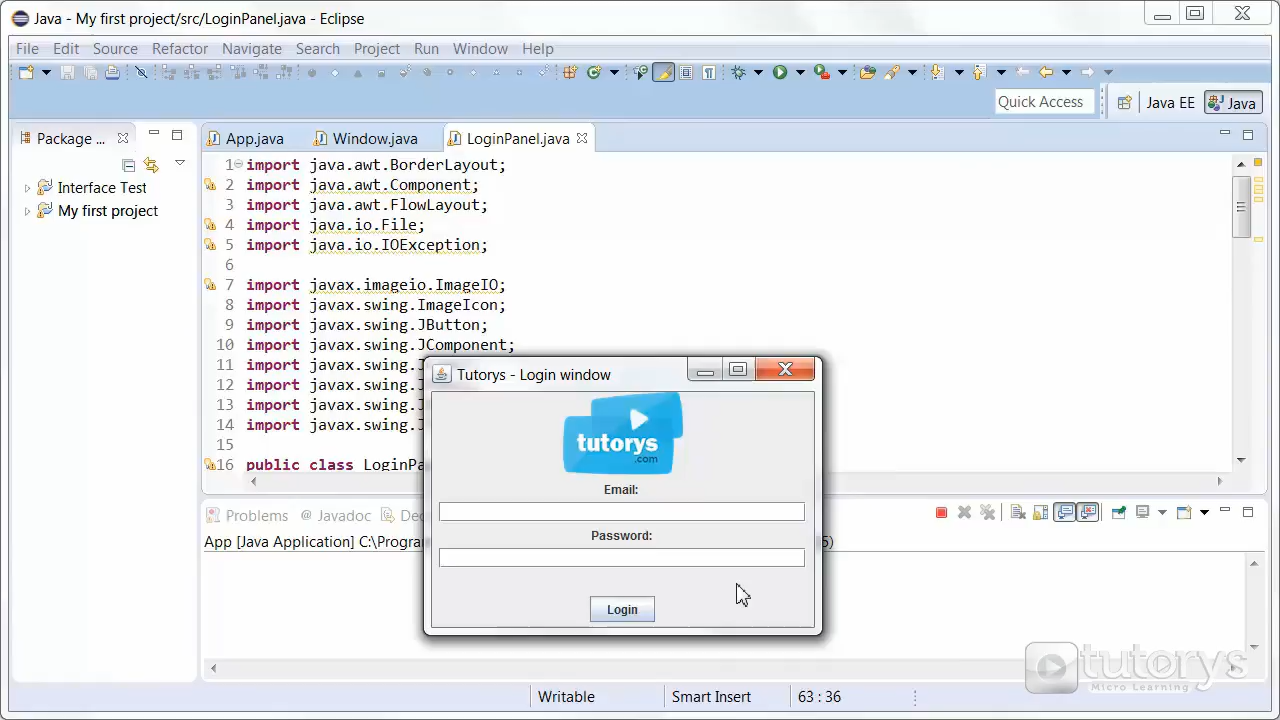 Java - My first project/src/LoginPanel.java - Eclipse
File Edit Source Refactor Navigate Search Project Run Window Help
Quick Access Java EE Java
Package ...
App.java Window.java LoginPanel.java
Interface Test
My first project
1 import java.awt.BorderLayout;
2 import java.awt.Component;
3 import java.awt.FlowLayout;
4 import java.io.File;
5 import java.io.IOException;
6
7 import javax.imageio.ImageIO;
8 import javax.swing.ImageIcon;
9 import javax.swing.JButton;
10 import javax.swing.JComponent;
11 import javax.swing.
12 import javax.swing.
13 import javax.swing.
14 import javax.swing.
15
16 public class LoginP
Tutorys - Login window
tutorys
.com
Email:
Password:
Login
Problems @ Javadoc De
App [Java Application] C:\Progra 5)
Writable Smart Insert 63 : 36
tutorys
Micro Learning